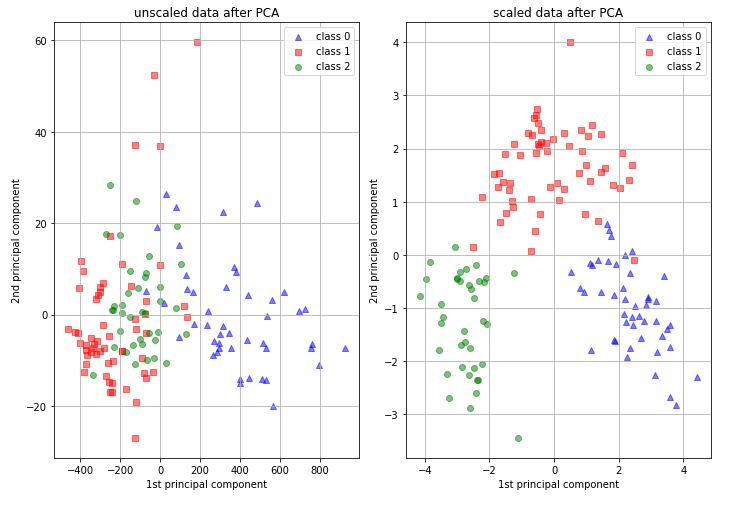 unscaled data after PCA
class 0
class 1
class 2
60
40
20
0
−20
2nd principal component
−400 −200 0 200 400 600 800
1st principal component
scaled data after PCA
class 0
class 1
class 2
4
3
2
1
0
−1
−2
−3
2nd principal component
−4 −2 0 2 4
1st principal component